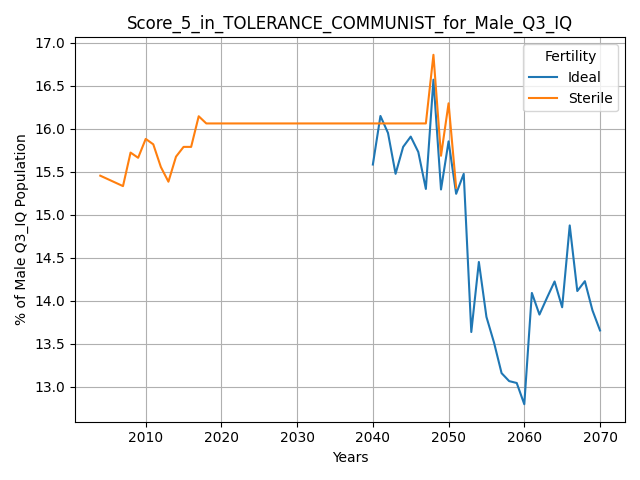 Score_5_in_TOLERANCE_COMMUNIST_for_Male_Q3_IQ
17.0
16.5
16.0
15.5
15.0
14.5
14.0
13.5
13.0
% of Male Q3_IQ Population
Fertility
Ideal
Sterile
2010 2020 2030 2040 2050 2060 2070
Years